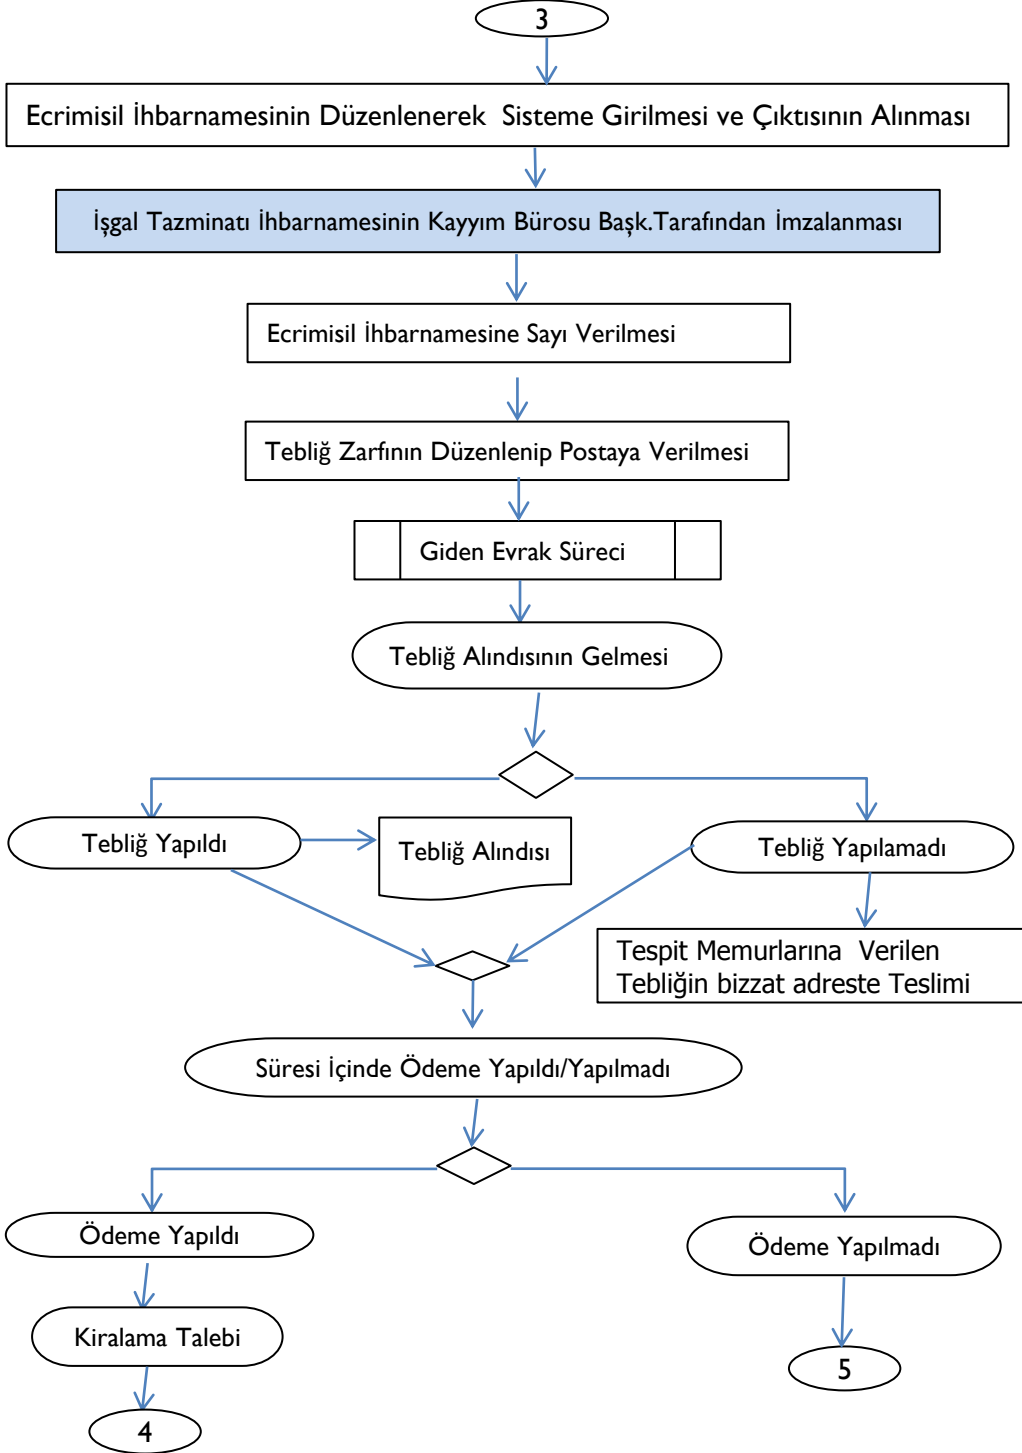 3
Ecrimisil İhbarnamesinin Düzenlenerek Sisteme Girilmesi ve Çıktısının Alınması
İşgal Tazminatı İhbarnamesinin Kayyım Bürosu Başk.Tarafından İmzalanması
Ecrimisil İhbarnamesine Sayı Verilmesi
Tebliğ Zarfının Düzenlenip Postaya Verilmesi
Giden Evrak Süreci
Tebliğ Alındısının Gelmesi
Tebliğ Yapıldı
Tebliğ Alındısı
Tebliğ Yapılamadı
Tespit Memurlarına Verilen
Tebliğin bizzat adreste Teslimi
Süresi İçinde Ödeme Yapıldı/Yapılmadı
Ödeme Yapıldı
Ödeme Yapılmadı
Kiralama Talebi
5
4